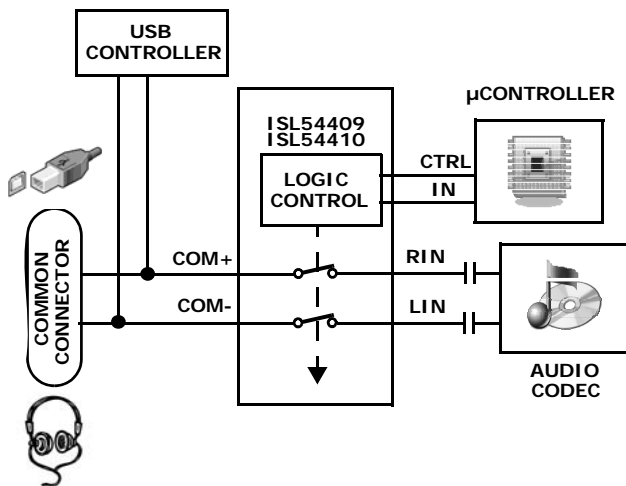 USB
CONTROLLER
µCONTROLLER
ISL54409
ISL54410
LOGIC
CONTROL
CTRL
IN
COMMON
CONNECTOR
COM+
RIN
COM-
LIN
AUDIO
CODEC